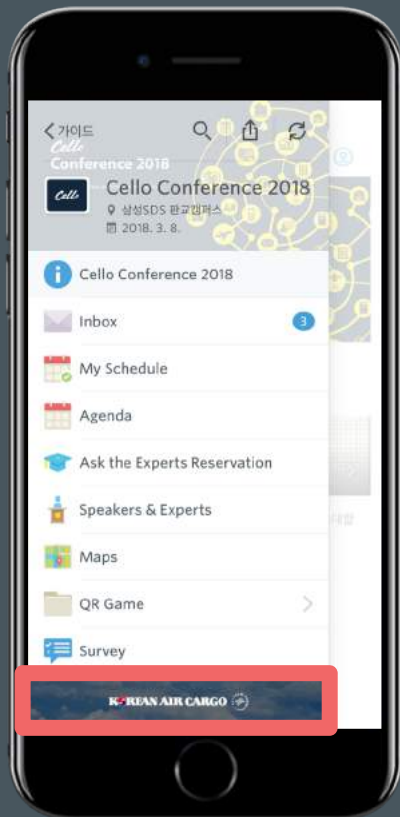 가이드
Cello
Conference 2018
Cello
Cello Conference 2018
삼성SDS 판교캠퍼스
2018. 3. 8.
Cello Conference 2018
Inbox
3
My Schedule
Agenda
Ask the Experts Reservation
Speakers & Experts
Maps
QR Game
Survey
KOREAN AIR CARGO